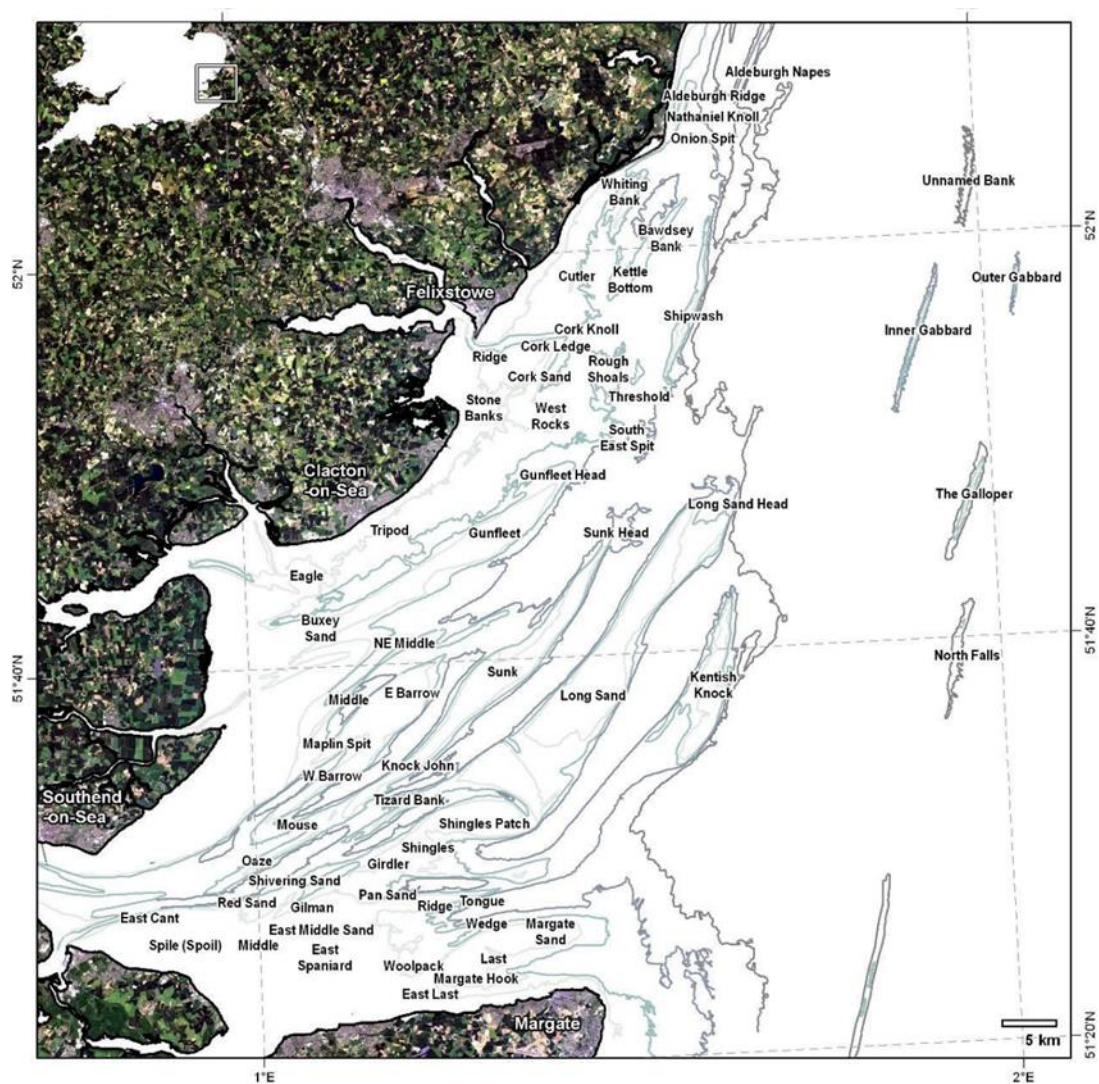 Aldeburgh Napes
Aldeburgh Ridge
Nathaniel Knoll
Onion Spit
Unnamed Bank
Whiting
Bank
Bawdsey
Bank
52°N
52°N
Cutler
Kettle
Bottom
Outer Gabbard
Felixstowe
Shipwash
Inner Gabbard
Cork Knoll
Cork Ledge
Ridge
Rough
Shoals
Cork Sand
Threshold
Stone
Banks
West
Rocks
South
East Spit
Clacton
-on-Sea
Gunfleet Head
The Galloper
Long Sand Head
Tripod
Gunfleet
Sunk Head
Eagle
Buxey
Sand
NE Middle
51°40'N
51°40'N
North Falls
Sunk
Kentish
Knock
Middle
E Barrow
Long Sand
Maplin Spit
Knock John
W Barrow
Southend
-on-Sea
Tizard Bank
Mouse
Shingles Patch
Shingles
Oaze
Girdler
Shivering Sand
Pan Sand
Red Sand
Gilman
Ridge
Tongue
East Cant
Wedge
Margate
Sand
East Middle Sand
Spile (Spoil)
Middle
East
Spaniard
Last
Woolpack
Margate Hook
East Last
Margate
5 km
51°20'N
1°E
2°E